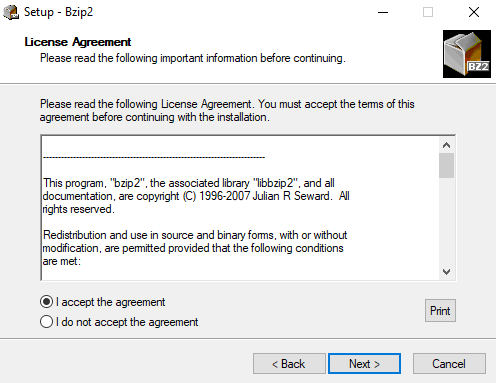 Setup - Bzip2
License Agreement
Please read the following important information before continuing.
BZ2
Please read the following License Agreement. You must accept the terms of this
agreement before continuing with the installation.
--------------------------------------------------------------------------
This program, "bzip2", the associated library "libbzip2", and all
documentation, are copyright (C) 1996-2007 Julian R Seward.  All
rights reserved.
Redistribution and use in source and binary forms, with or without
modification, are permitted provided that the following conditions
are met:
I accept the agreement
I do not accept the agreement
Print
< Back
Next >
Cancel